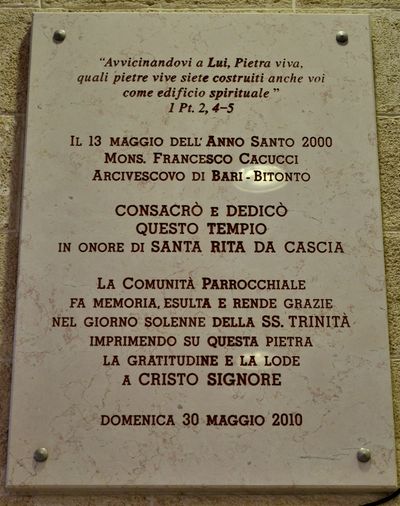 “Avvicinandovi a Lui, Pietra viva,
quali pietre vive siete costruiti anche voi
come edificio spirituale”
1 Pt. 2, 4-5
IL 13 MAGGIO DELL'ANNO SANTO 2000
MONS. FRANCESCO CACUCCI
ARCIVESCOVO DI BARI-BITONTO
CONSACRÒ E DEDICÒ
QUESTO TEMPIO
IN ONORE DI SANTA RITA DA CASCIA
LA COMUNITÀ PARROCCHIALE
FA MEMORIA, ESULTA E RENDE GRAZIE
NEL GIORNO SOLENNE DELLA SS. TRINITÀ
IMPRIMENDO SU QUESTA PIETRA
LA GRATITUDINE E LA LODE
A CRISTO SIGNORE
DOMENICA 30 MAGGIO 2010